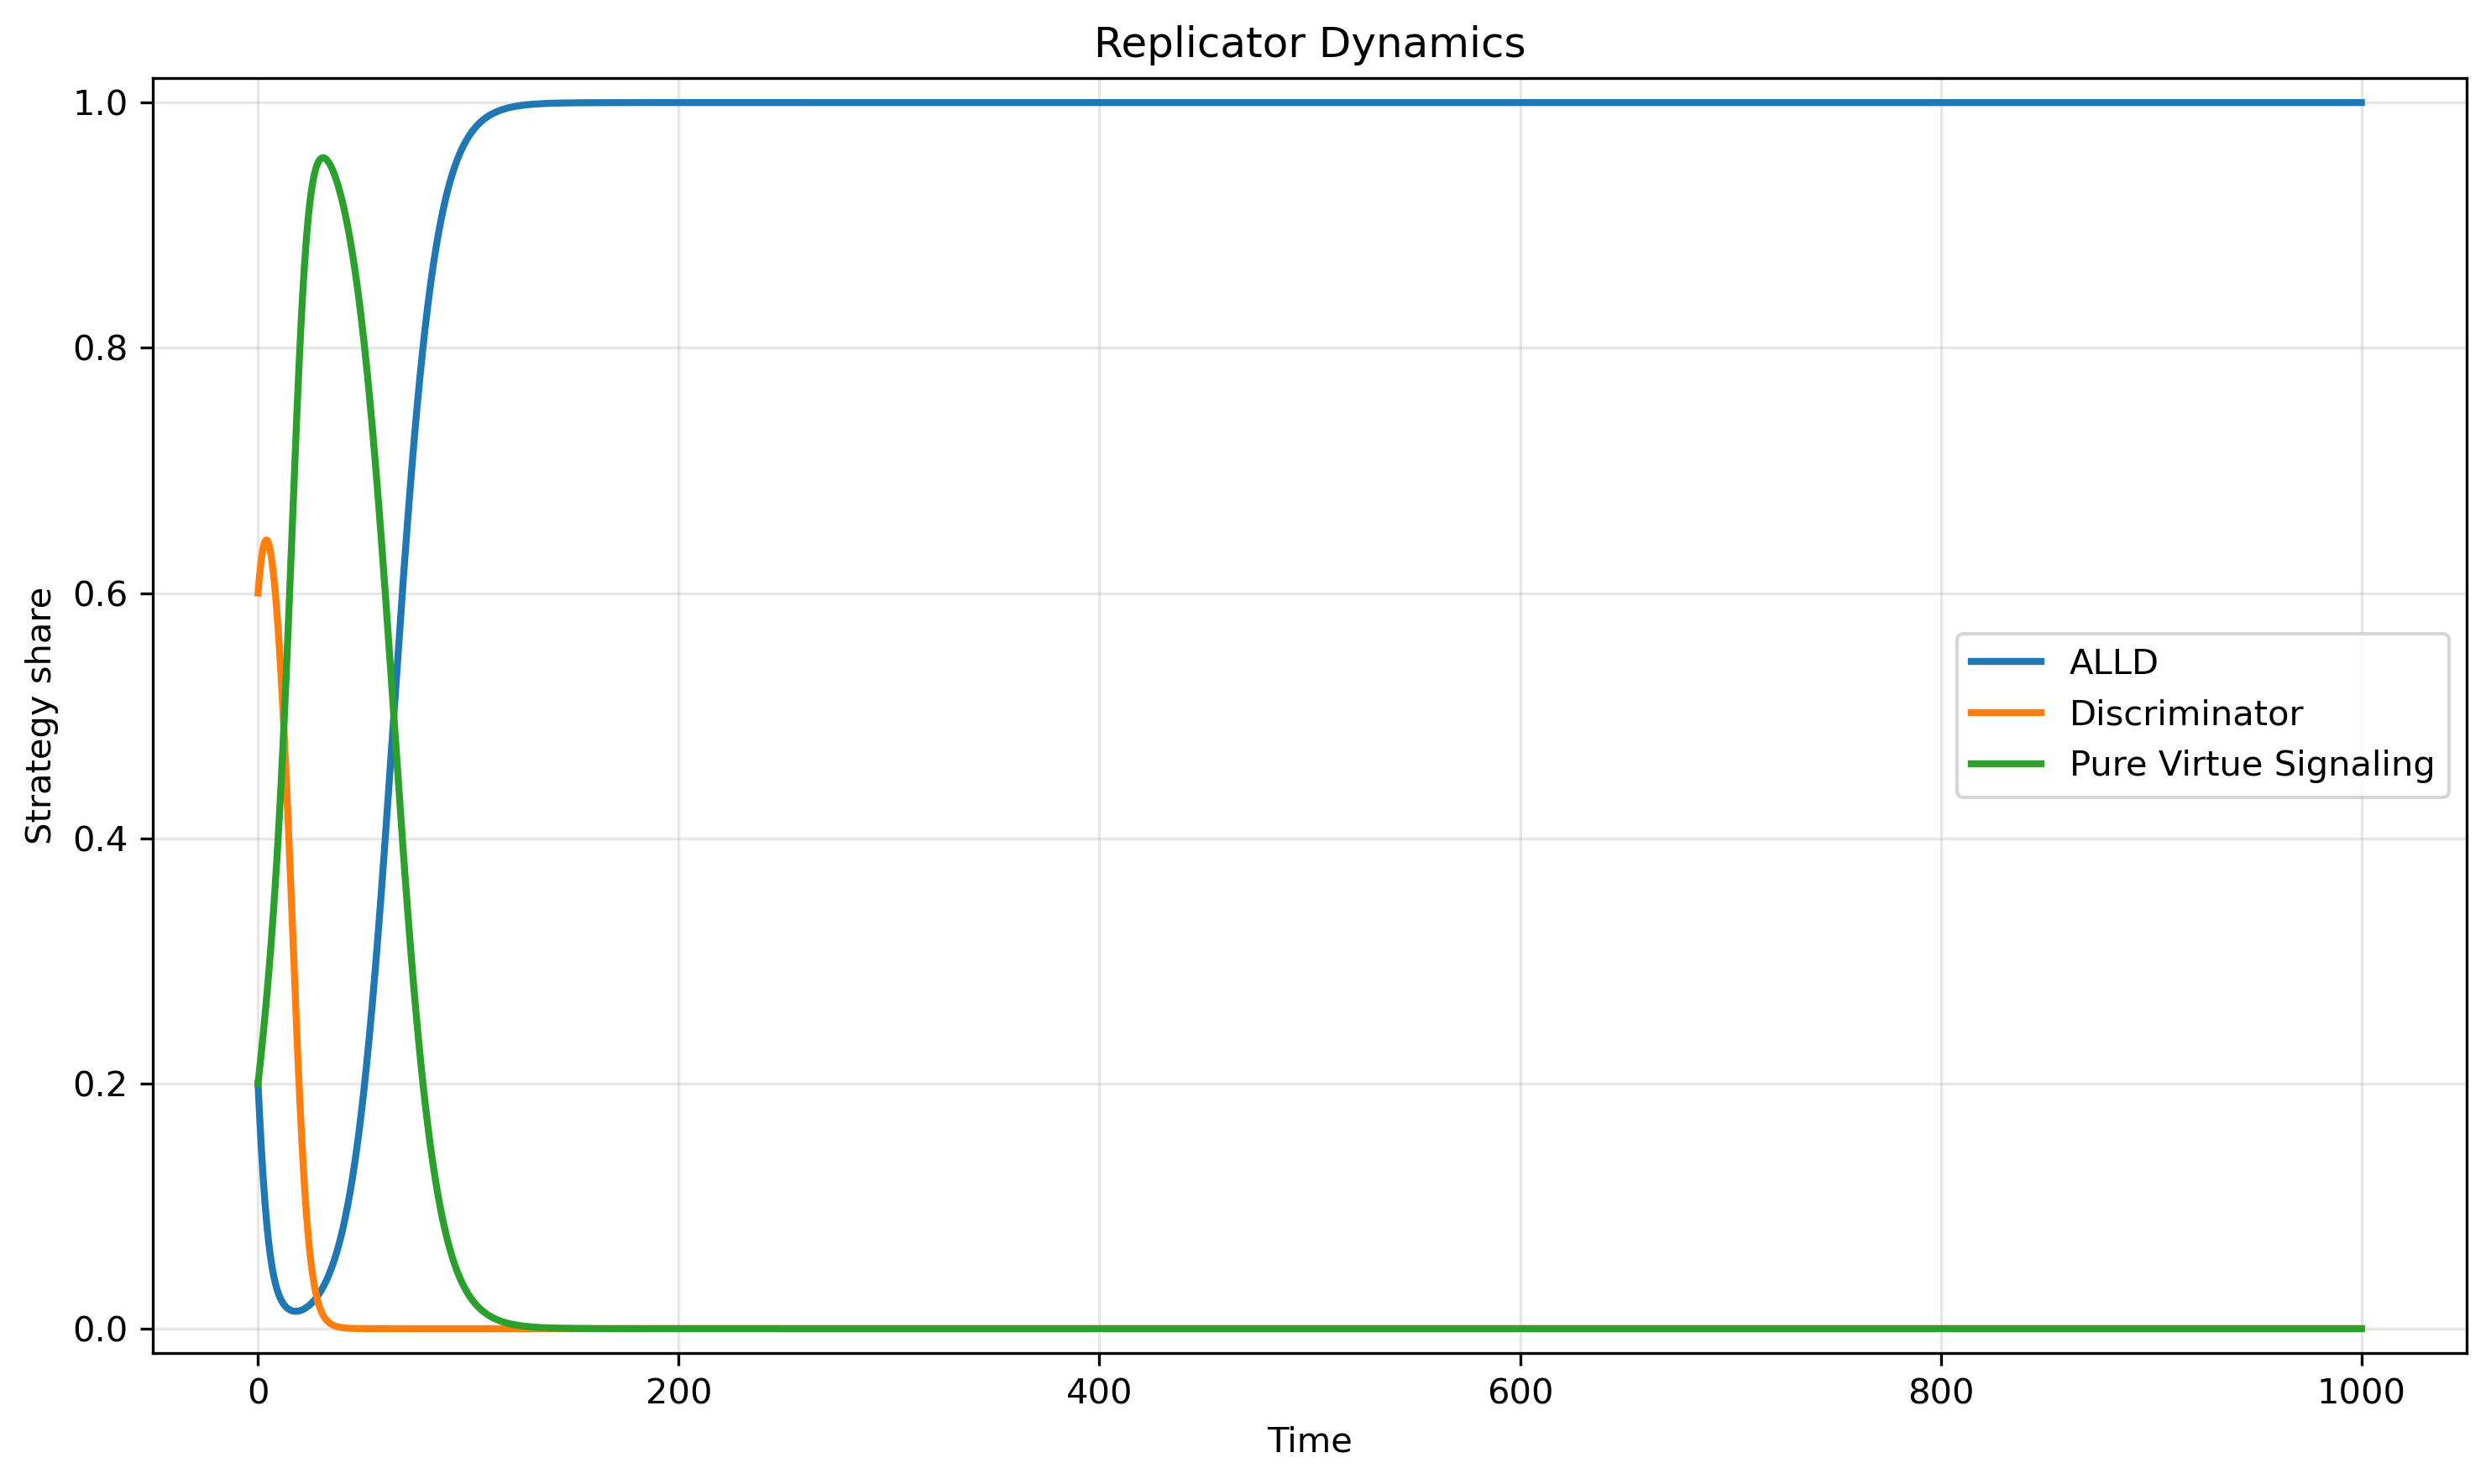 Replicator Dynamics
1.0
0.8
0.6
0.4
0.2
0.0
Strategy share
ALLD
Discriminator
Pure Virtue Signaling
0 200 400 600 800 1000
Time